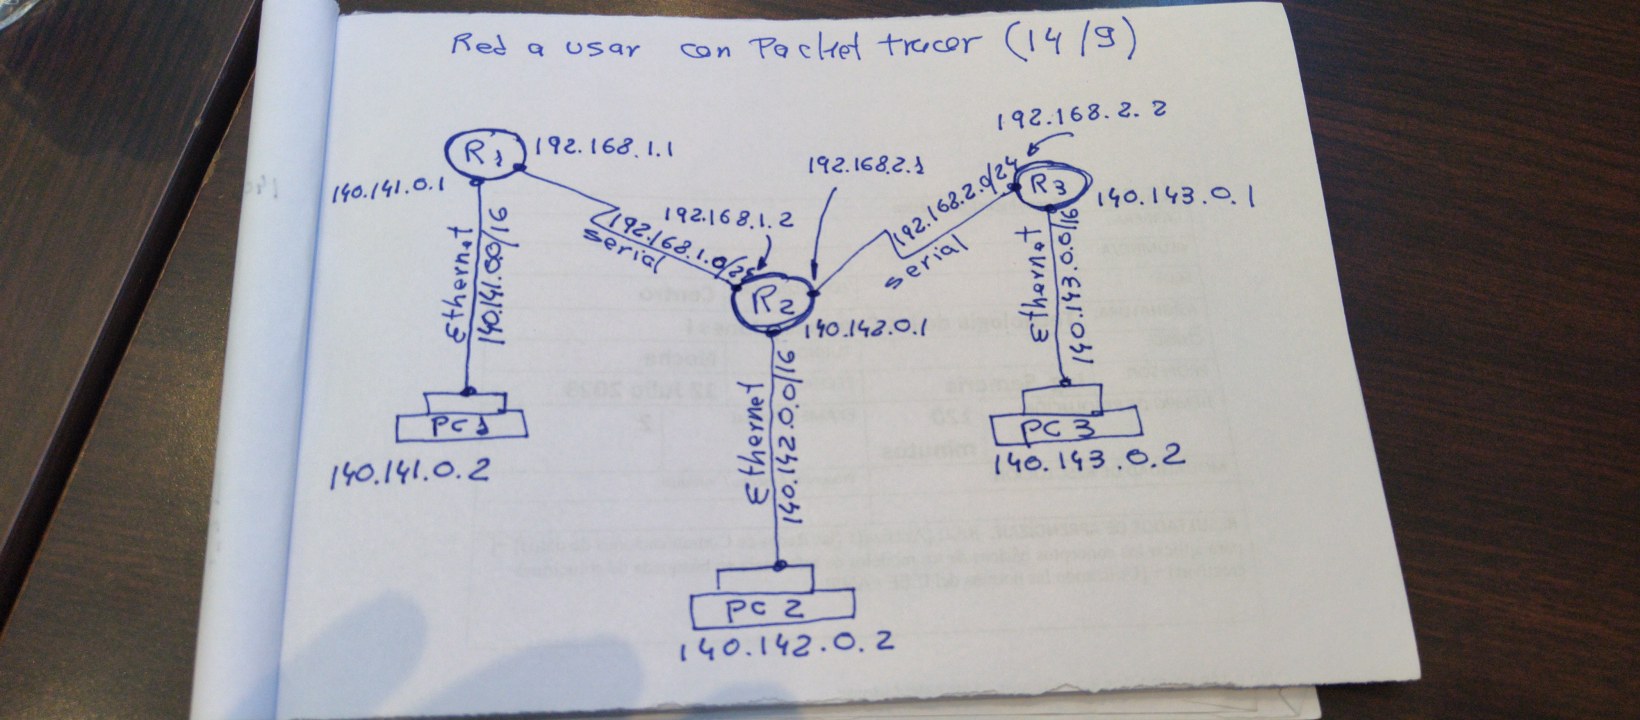 Red a usar con Packet tracer (14/9)
R1
192.168.1.1
140.141.0.1
Ethernet
140.141.0.0/16
PC1
140.141.0.2
192.168.1.0/24
serial
192.168.1.2
192.168.2.1
R2
140.142.0.1
Ethernet
140.142.0.0/16
PC 2
140.142.0.2
192.168.2.0/24
serial
192.168.2.2
R3
140.143.0.1
Ethernet
140.143.0.0/16
PC 3
140.143.0.2